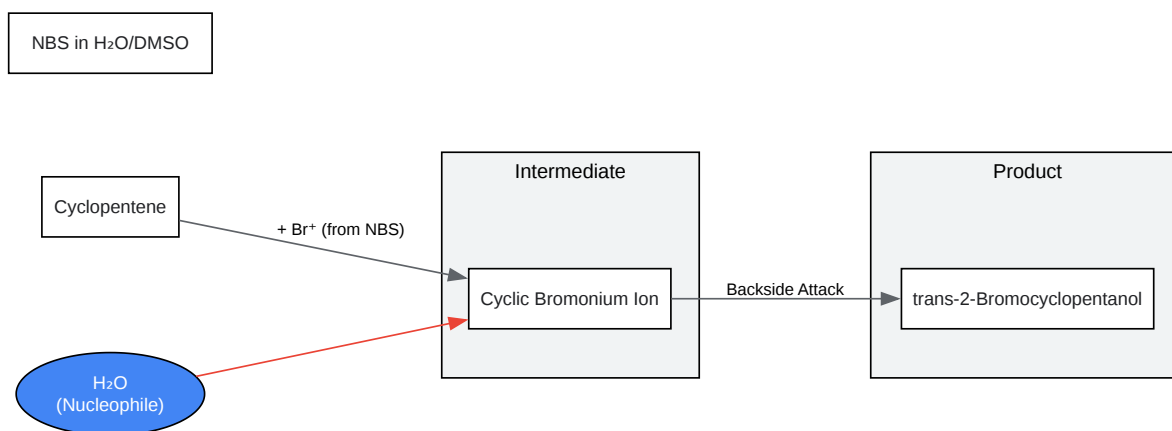 NBS in H₂O/DMSO
Intermediate
Product
Cyclopentene
+ Br⁺ (from NBS)
Cyclic Bromonium Ion
Backside Attack
trans-2-Bromocyclopentanol
H₂O
(Nucleophile)